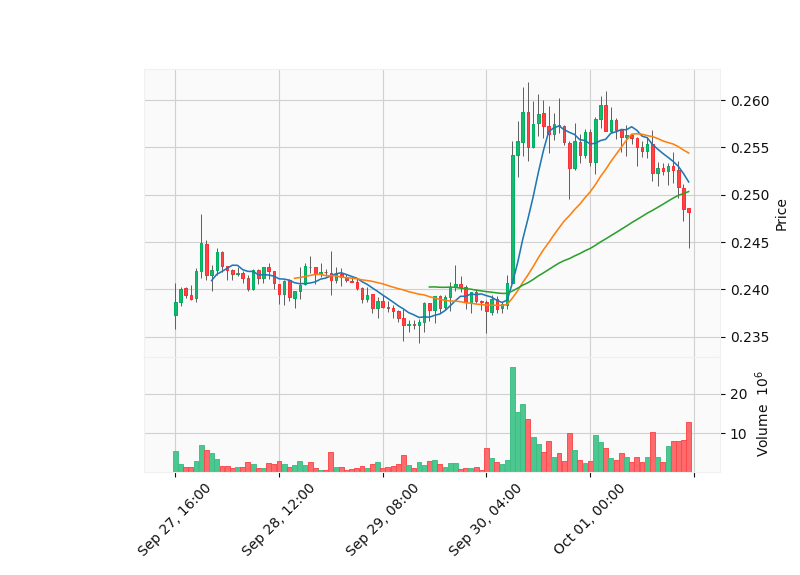 0.260
0.255
0.250
0.245
0.240
0.235
Price
20
10
Volume 10^6
Sep 27, 16:00
Sep 28, 12:00
Sep 29, 08:00
Sep 30, 04:00
Oct 01, 00:00